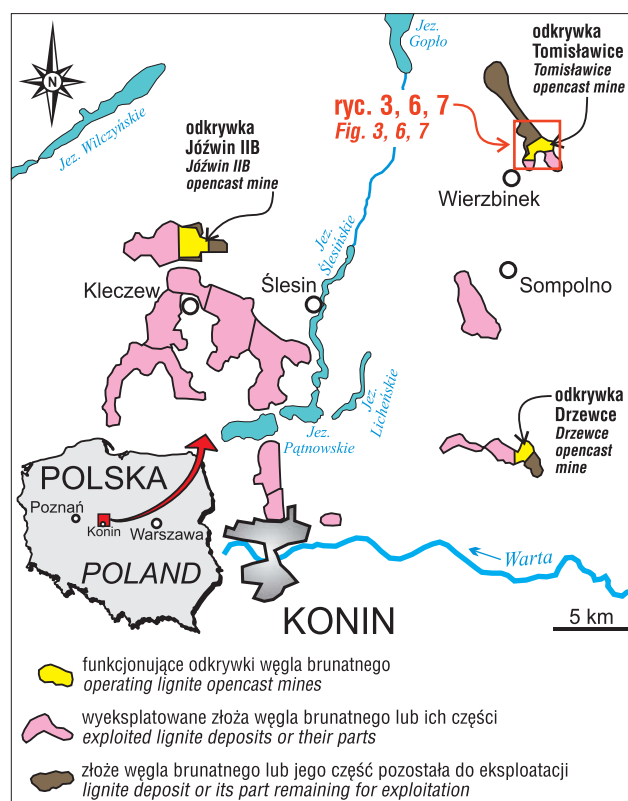 Jez.
Gopło
odkrywka
Tomisławice
Tomisławice
opencast mine
N
ryc. 3, 6, 7
Fig. 3, 6, 7
Jez. Wilczyńskie
odkrywka
Jóźwin IIB
Jóźwin IIB
opencast mine
Wierzbinek
Jez.
Ślesińskie
Kleczew
Ślesin
Sompolno
Jez.
Licheńskie
odkrywka
Drzewce
Drzewce
opencast
mine
Jez.
Pątnowskie
POLSKA
Poznań
Konin
Warszawa
POLAND
Warta
KONIN
5 km
funkcjonujące odkrywki węgla brunatnego
operating lignite opencast mines
wyeksplatowane złoża węgla brunatnego lub ich części
exploited lignite deposits or their parts
złoże węgla brunatnego lub jego część pozostała do eksploatacji
lignite deposit or its part remaining for exploitation